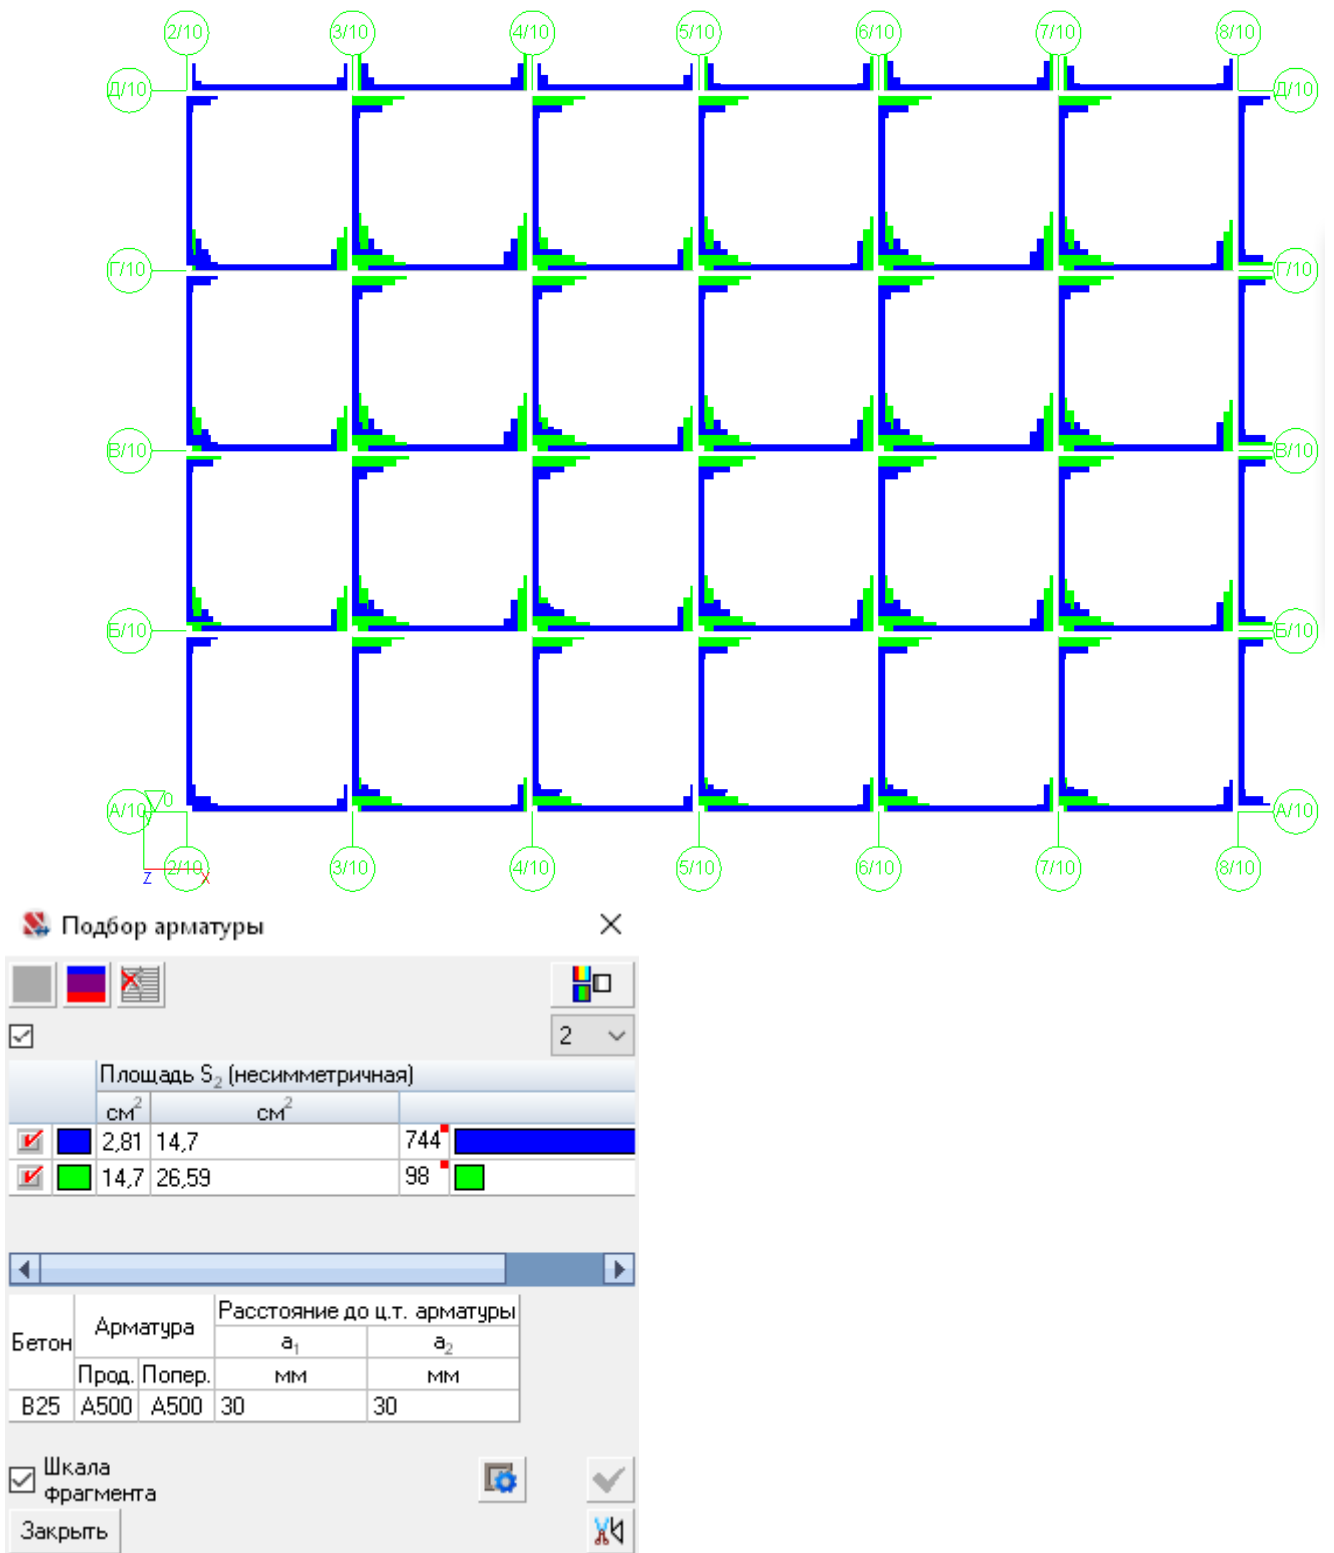 2/10 3/10 4/10 5/10 6/10 7/10 8/10
Д/10 Д/10
Г/10 Г/10
В/10 В/10
Б/10 Б/10
А/10 0 А/10
Y
Z X
2/10 3/10 4/10 5/10 6/10 7/10 8/10
Подбор арматуры
2
Площадь S₂ (несимметричная)
см² см²
2,81 14,7 744
14,7 26,59 98
Бетон Арматура Расстояние до ц.т. арматуры
a₁ a₂
Прод. Попер. мм мм
B25 A500 A500 30 30
Шкала
фрагмента
Закрыть